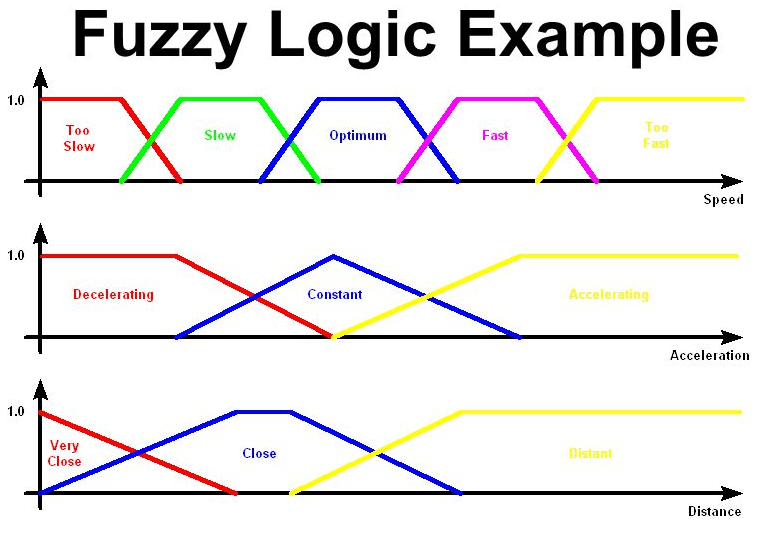 Fuzzy Logic Example
1.0
Too
Slow
Slow
Optimum
Fast
Too
Fast
Speed
1.0
Decelerating
Constant
Accelerating
Acceleration
1.0
Very
Close
Close
Distant
Distance